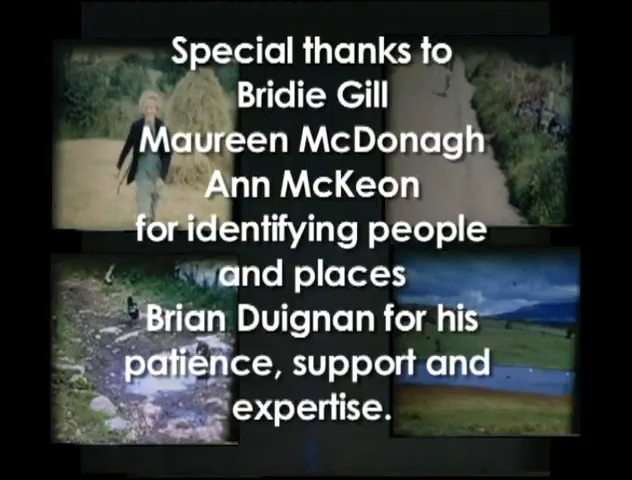 Special thanks to
Bridie Gill
Maureen McDonagh
Ann McKeon
for identifying people
and places
Brian Duignan for his
patience, support and
expertise.